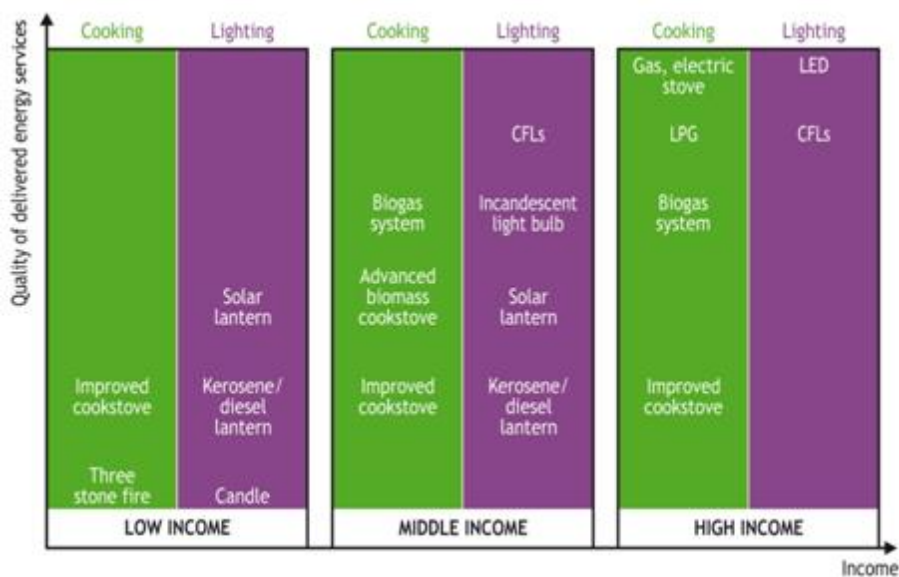 Quality of delivered energy services
Cooking
Lighting
Solar
lantern
Improved
cookstove
Kerosene/
diesel
lantern
Three
stone fire
Candle
LOW INCOME
Cooking
Lighting
CFLs
Biogas
system
Incandescent
light bulb
Advanced
biomass
cookstove
Solar
lantern
Improved
cookstove
Kerosene/
diesel
lantern
MIDDLE INCOME
Cooking
Lighting
Gas, electric
stove
LED
LPG
CFLs
Biogas
system
Improved
cookstove
HIGH INCOME
Income